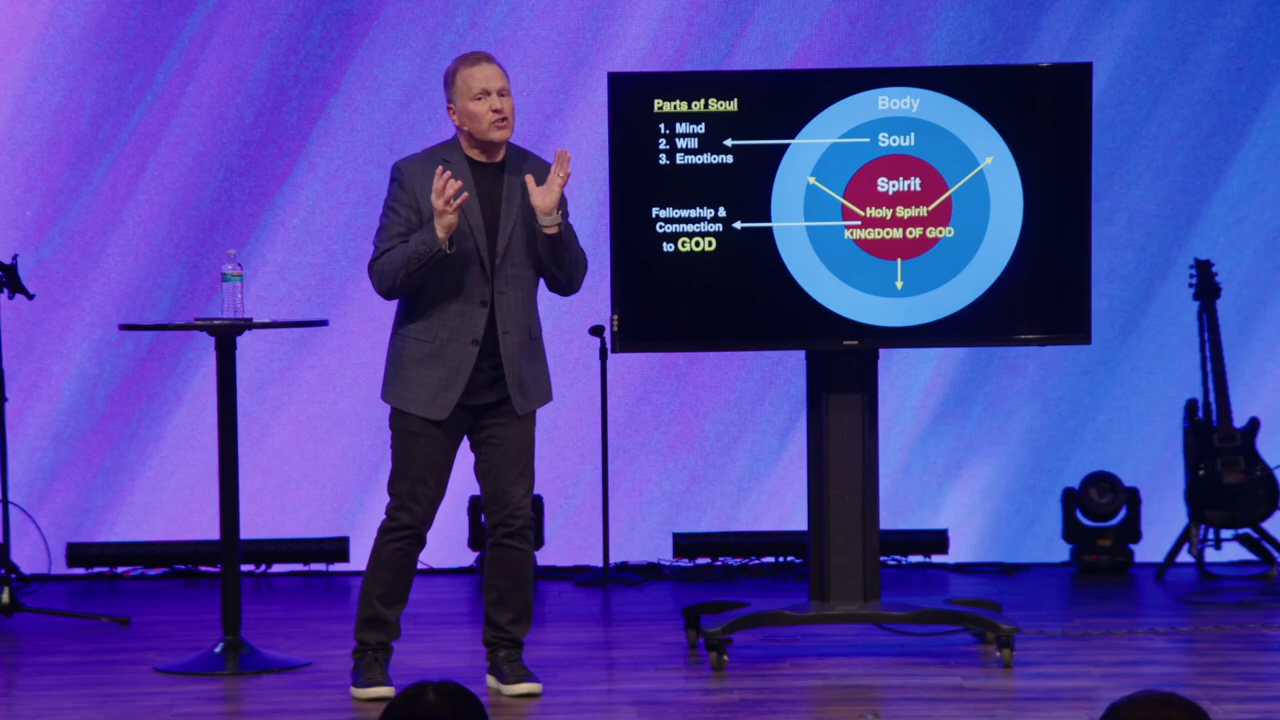 Parts of Soul
1. Mind
2. Will
3. Emotions
Fellowship &
Connection
to GOD
Body
Soul
Spirit
Holy Spirit
KINGDOM OF GOD